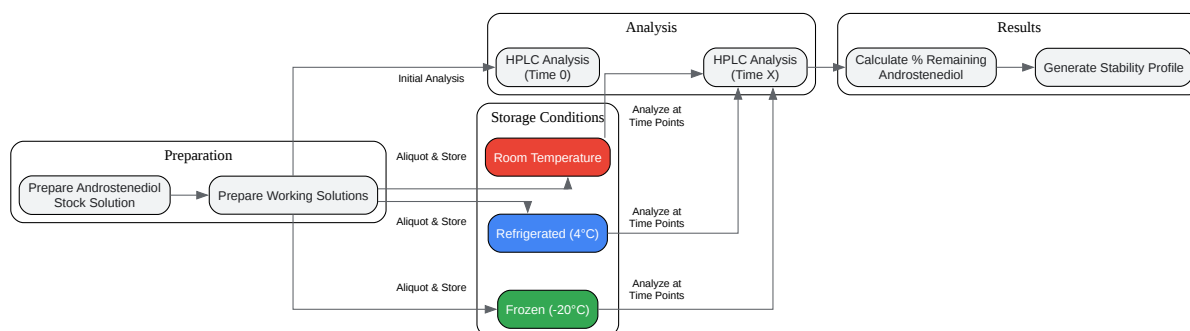 Analysis
Results
HPLC Analysis
(Time 0)
HPLC Analysis
(Time X)
Calculate % Remaining
Androstenediol
Generate Stability Profile
Initial Analysis
Storage Conditions
Analyze at
Time Points
Preparation
Aliquot & Store
Room Temperature
Prepare Androstenediol
Stock Solution
Prepare Working Solutions
Aliquot & Store
Refrigerated (4°C)
Analyze at
Time Points
Aliquot & Store
Frozen (-20°C)
Analyze at
Time Points